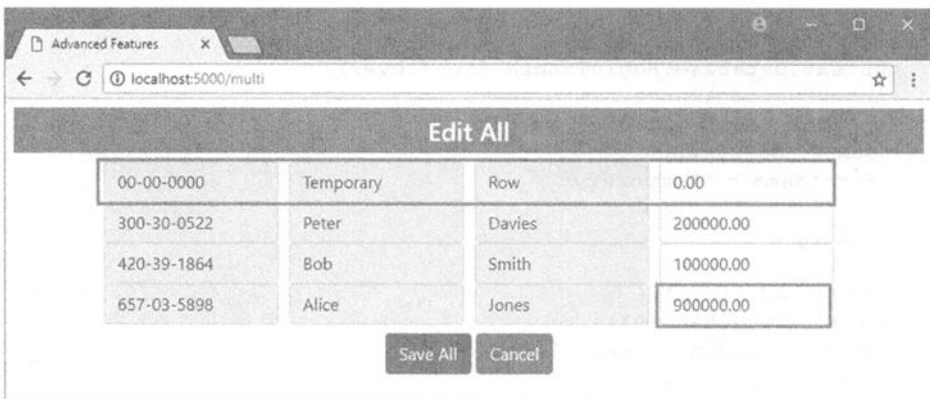 Advanced Features
localhost:5000/multi
Edit All
00-00-0000 Temporary Row 0.00
300-30-0522 Peter Davies 200000.00
420-39-1864 Bob Smith 100000.00
657-03-5898 Alice Jones 900000.00
Save All Cancel